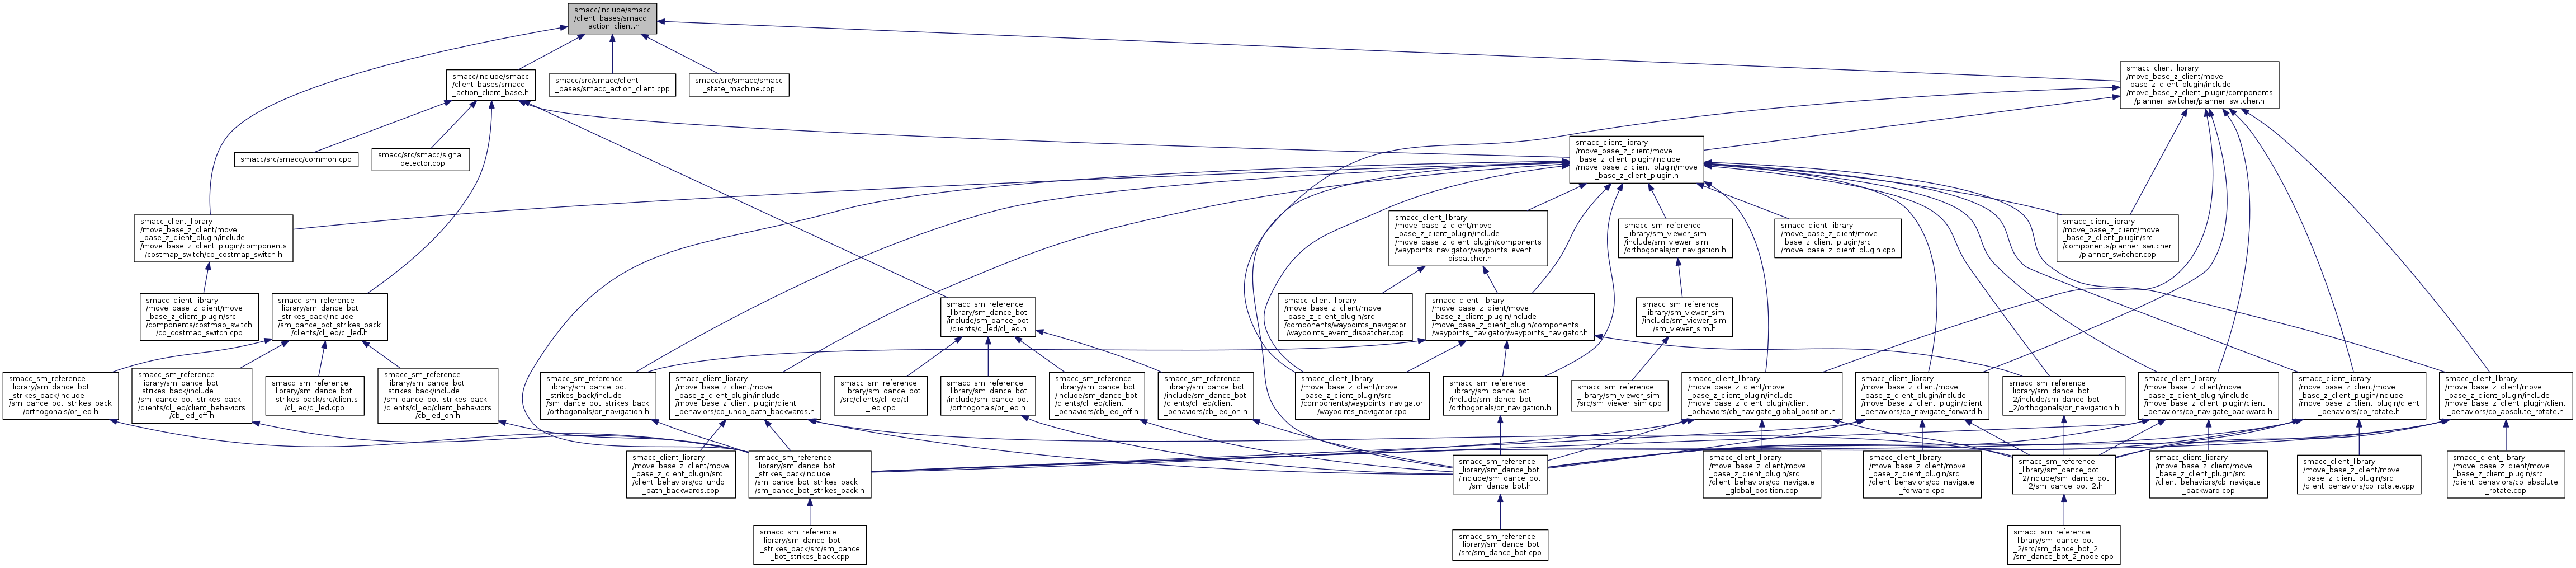 smacc/include/smacc
/client_bases/smacc
_action_client.h
smacc/include/smacc
/client_bases/smacc
_action_client_base.h
smacc/src/smacc/client
_bases/smacc_action_client.cpp
smacc/src/smacc/smacc
_state_machine.cpp
smacc_client_library
/move_base_z_client/move
_base_z_client_plugin/include
/move_base_z_client_plugin/components
/planner_switcher/planner_switcher.h
smacc/src/smacc/common.cpp
smacc/src/smacc/signal
_detector.cpp
smacc_client_library
/move_base_z_client/move
_base_z_client_plugin/include
/move_base_z_client_plugin/move
_base_z_client_plugin.h
smacc_client_library
/move_base_z_client/move
_base_z_client_plugin/include
/move_base_z_client_plugin/components
/costmap_switch/cp_costmap_switch.h
smacc_client_library
/move_base_z_client/move
_base_z_client_plugin/include
/move_base_z_client_plugin/components
/waypoints_navigator/waypoints_event
_dispatcher.h
smacc_sm_reference
_library/sm_viewer_sim
/include/sm_viewer_sim
/orthogonals/or_navigation.h
smacc_client_library
/move_base_z_client/move
_base_z_client_plugin/src
/move_base_z_client_plugin.cpp
smacc_client_library
/move_base_z_client/move
_base_z_client_plugin/src
/components/planner_switcher
/planner_switcher.cpp
smacc_client_library
/move_base_z_client/move
_base_z_client_plugin/src
/components/costmap_switch
/cp_costmap_switch.cpp
smacc_sm_reference
_library/sm_dance_bot
_strikes_back/include
/sm_dance_bot_strikes_back
/clients/cl_led/cl_led.h
smacc_sm_reference
_library/sm_dance_bot
/include/sm_dance_bot
/clients/cl_led/cl_led.h
smacc_client_library
/move_base_z_client/move
_base_z_client_plugin/src
/components/waypoints_navigator
/waypoints_event_dispatcher.cpp
smacc_client_library
/move_base_z_client/move
_base_z_client_plugin/include
/move_base_z_client_plugin/components
/waypoints_navigator/waypoints_navigator.h
smacc_sm_reference
_library/sm_viewer_sim
/include/sm_viewer_sim
/sm_viewer_sim.h
smacc_sm_reference
_library/sm_dance_bot
_strikes_back/include
/sm_dance_bot_strikes_back
/orthogonals/or_led.h
smacc_sm_reference
_library/sm_dance_bot
_strikes_back/include
/sm_dance_bot_strikes_back
/clients/cl_led/client_behaviors
/cb_led_off.h
smacc_sm_reference
_library/sm_dance_bot
_strikes_back/src/clients
/cl_led/cl_led.cpp
smacc_sm_reference
_library/sm_dance_bot
_strikes_back/include
/sm_dance_bot_strikes_back
/clients/cl_led/client_behaviors
/cb_led_on.h
smacc_sm_reference
_library/sm_dance_bot
_strikes_back/include
/sm_dance_bot_strikes_back
/orthogonals/or_navigation.h
smacc_client_library
/move_base_z_client/move
_base_z_client_plugin/include
/move_base_z_client_plugin/client
_behaviors/cb_undo_path_backwards.h
smacc_sm_reference
_library/sm_dance_bot
/src/clients/cl_led/cl
_led.cpp
smacc_sm_reference
_library/sm_dance_bot
/include/sm_dance_bot
/orthogonals/or_led.h
smacc_sm_reference
_library/sm_dance_bot
/include/sm_dance_bot
/clients/cl_led/client
_behaviors/cb_led_off.h
smacc_sm_reference
_library/sm_dance_bot
/include/sm_dance_bot
/clients/cl_led/client
_behaviors/cb_led_on.h
smacc_client_library
/move_base_z_client/move
_base_z_client_plugin/src
/components/waypoints_navigator
/waypoints_navigator.cpp
smacc_sm_reference
_library/sm_dance_bot
/include/sm_dance_bot
/orthogonals/or_navigation.h
smacc_sm_reference
_library/sm_viewer_sim
/src/sm_viewer_sim.cpp
smacc_client_library
/move_base_z_client/move
_base_z_client_plugin/include
/move_base_z_client_plugin/client
_behaviors/cb_navigate_global_position.h
smacc_client_library
/move_base_z_client/move
_base_z_client_plugin/include
/move_base_z_client_plugin/client
_behaviors/cb_navigate_forward.h
smacc_sm_reference
_library/sm_dance_bot
_2/include/sm_dance_bot
_2/orthogonals/or_navigation.h
smacc_client_library
/move_base_z_client/move
_base_z_client_plugin/include
/move_base_z_client_plugin/client
_behaviors/cb_navigate_backward.h
smacc_client_library
/move_base_z_client/move
_base_z_client_plugin/include
/move_base_z_client_plugin/client
_behaviors/cb_rotate.h
smacc_client_library
/move_base_z_client/move
_base_z_client_plugin/include
/move_base_z_client_plugin/client
_behaviors/cb_absolute_rotate.h
smacc_client_library
/move_base_z_client/move
_base_z_client_plugin/src
/client_behaviors/cb_undo
_path_backwards.cpp
smacc_sm_reference
_library/sm_dance_bot
_strikes_back/include
/sm_dance_bot_strikes_back
/sm_dance_bot_strikes_back.h
smacc_sm_reference
_library/sm_dance_bot
/include/sm_dance_bot
/sm_dance_bot.h
smacc_client_library
/move_base_z_client/move
_base_z_client_plugin/src
/client_behaviors/cb_navigate
_global_position.cpp
smacc_client_library
/move_base_z_client/move
_base_z_client_plugin/src
/client_behaviors/cb_navigate
_forward.cpp
smacc_sm_reference
_library/sm_dance_bot
_2/include/sm_dance_bot
_2/sm_dance_bot_2.h
smacc_client_library
/move_base_z_client/move
_base_z_client_plugin/src
/client_behaviors/cb_navigate
_backward.cpp
smacc_client_library
/move_base_z_client/move
_base_z_client_plugin/src
/client_behaviors/cb_rotate.cpp
smacc_client_library
/move_base_z_client/move
_base_z_client_plugin/src
/client_behaviors/cb_absolute
_rotate.cpp
smacc_sm_reference
_library/sm_dance_bot
_strikes_back/src/sm_dance
_bot_strikes_back.cpp
smacc_sm_reference
_library/sm_dance_bot
/src/sm_dance_bot.cpp
smacc_sm_reference
_library/sm_dance_bot
_2/src/sm_dance_bot_2
/sm_dance_bot_2_node.cpp